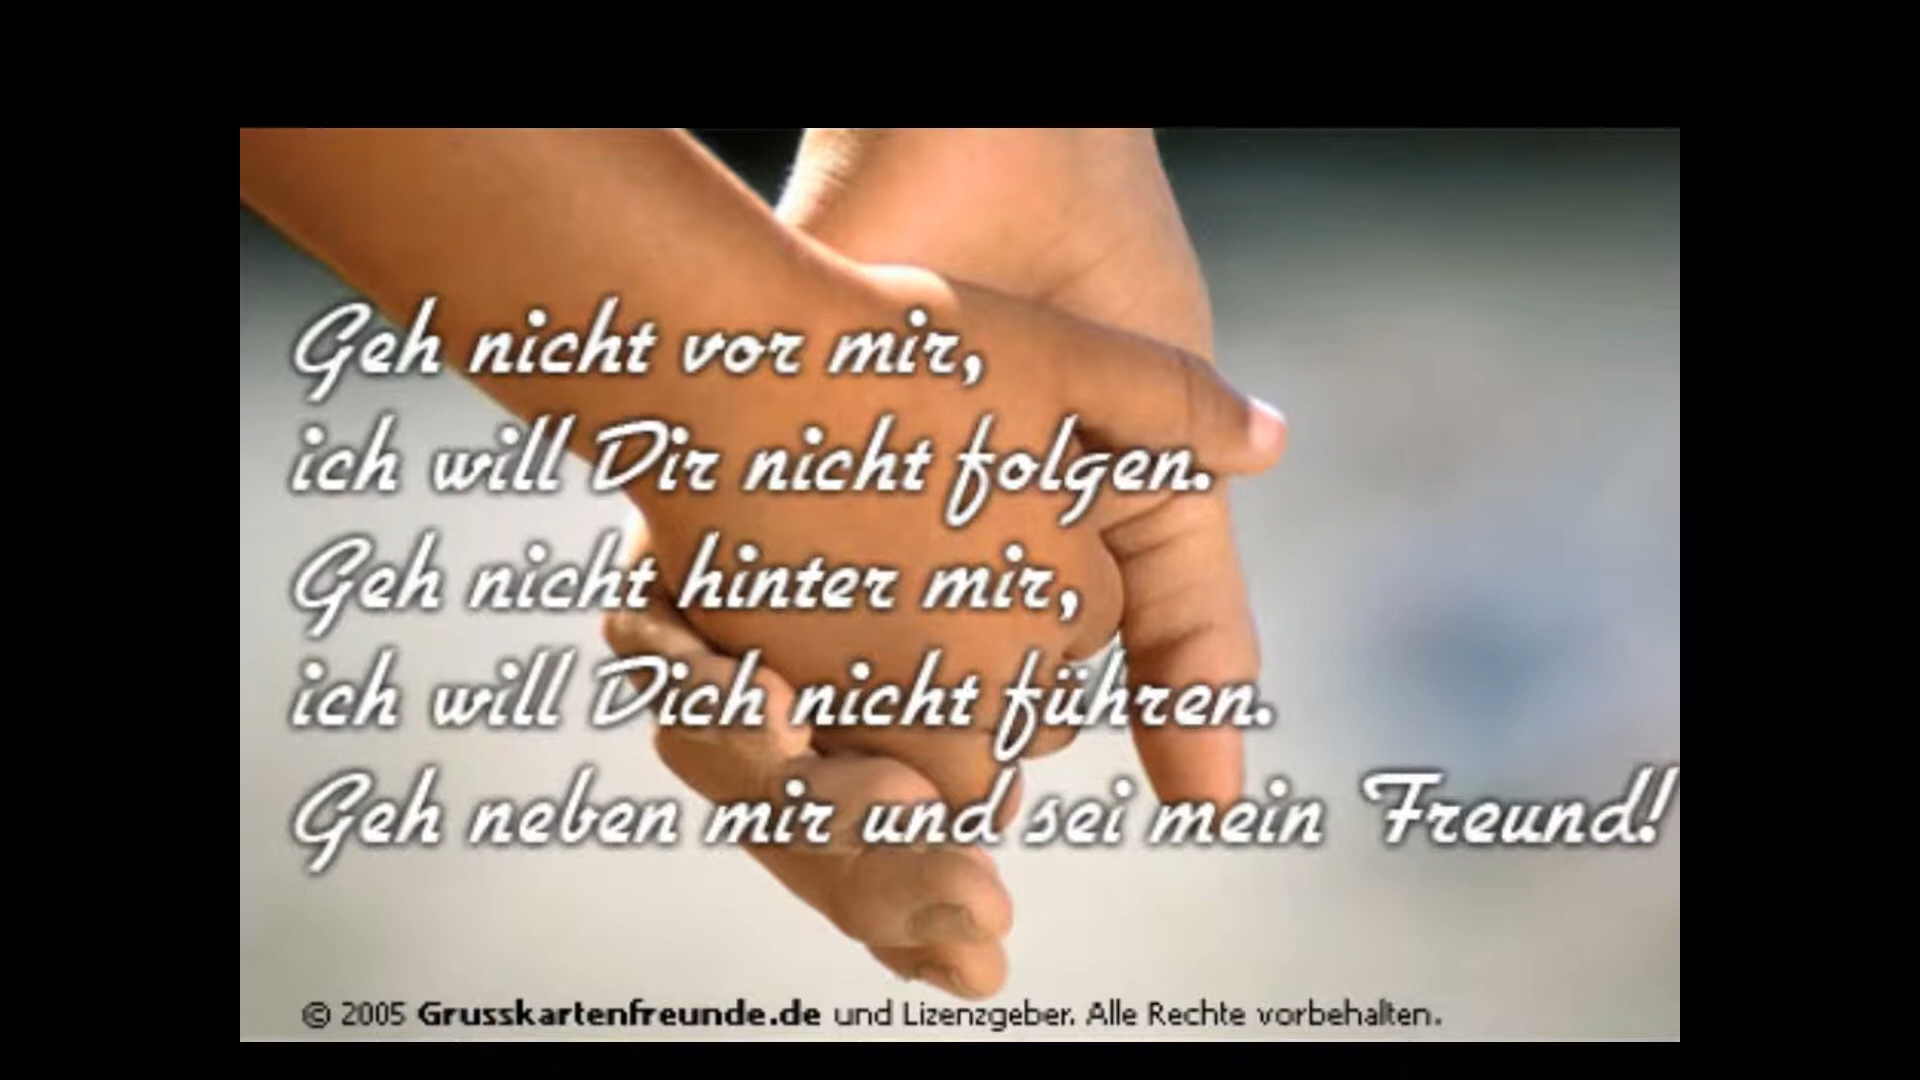 Geh nicht vor mir,
ich will Dir nicht folgen.
Geh nicht hinter mir,
ich will Dich nicht führen.
Geh neben mir und sei mein Freund!
© 2005 Grusskartenfreunde.de und Lizenzgeber. Alle Rechte vorbehalten.